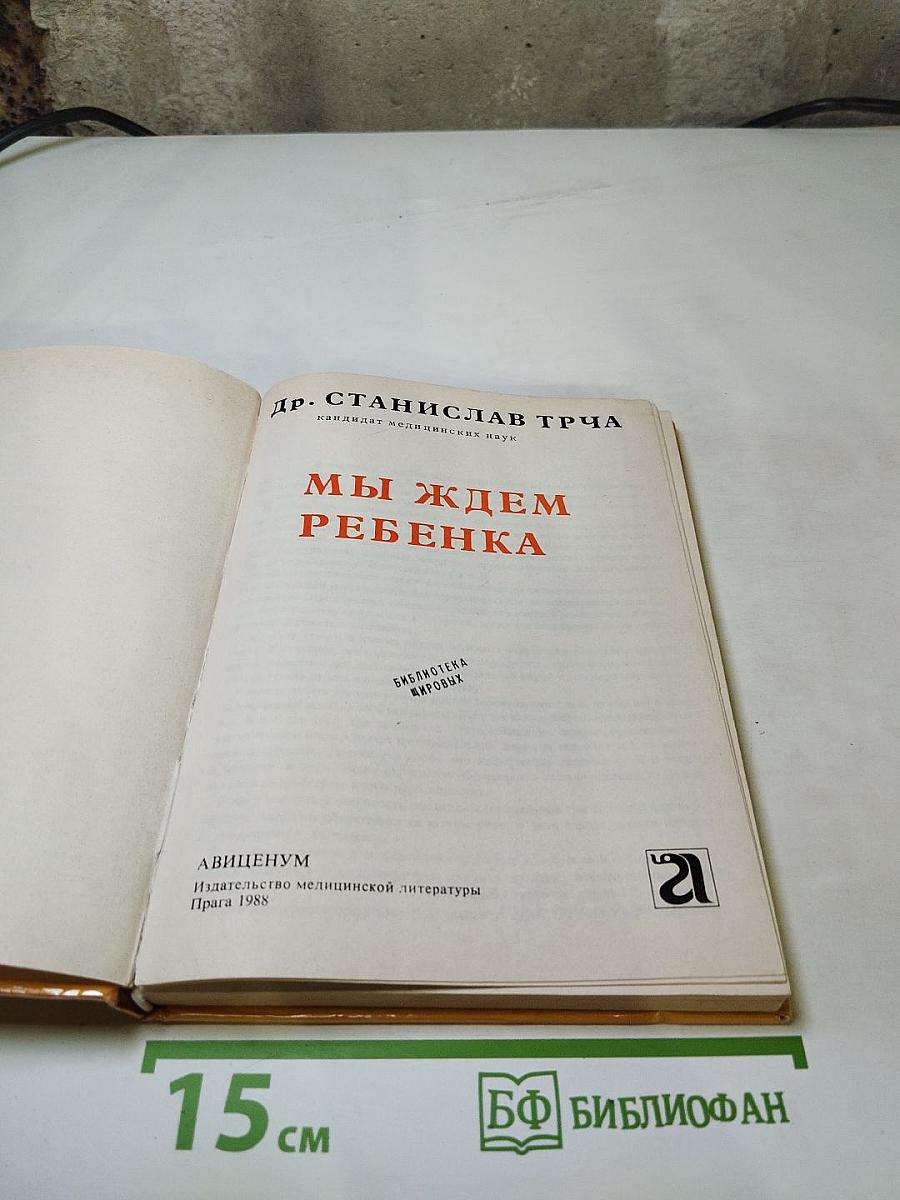 Др. СТАНИСЛАВ ТРЧА
кандидат медицинских наук
МЫ ЖДЕМ
РЕБЕНКА
БИБЛИОТЕКА
ЩИРОВЫХ
АВИЦЕНУМ
Издательство медицинской литературы
Прага 1988
15 см
БФ БИБЛИОФАН